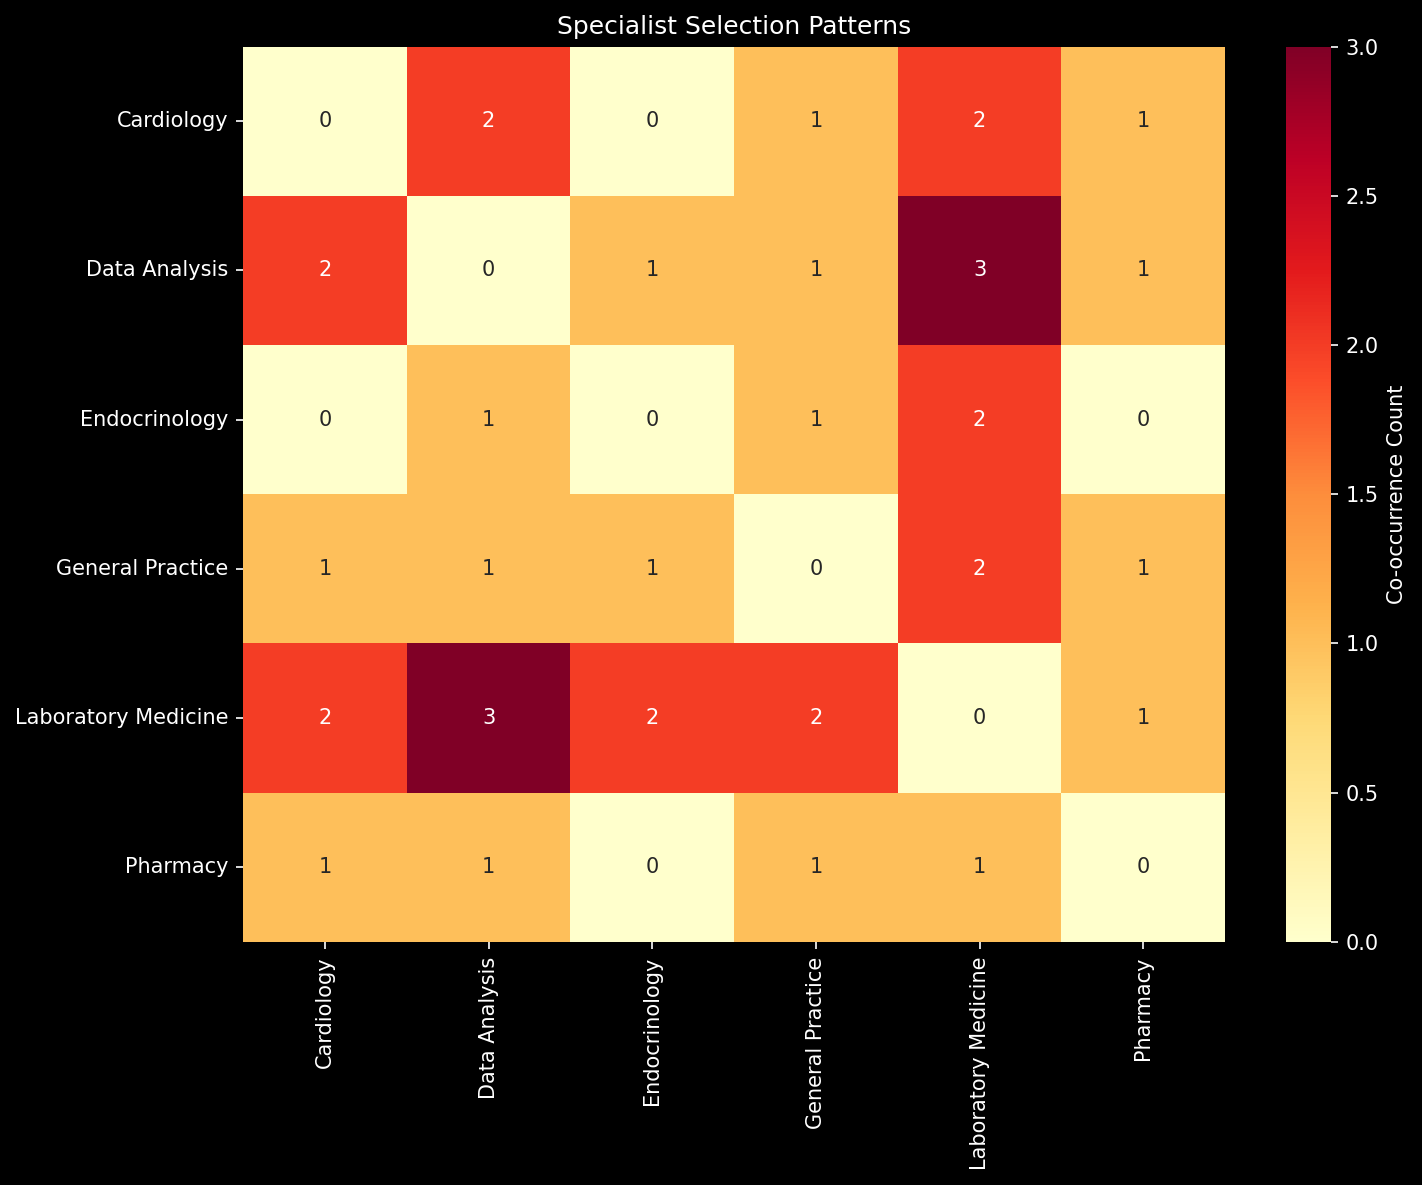 Specialist Selection Patterns
Cardiology 0 2 0 1 2 1
Data Analysis 2 0 1 1 3 1
Endocrinology 0 1 0 1 2 0
General Practice 1 1 1 0 2 1
Laboratory Medicine 2 3 2 2 0 1
Pharmacy 1 1 0 1 1 0
Cardiology
Data Analysis
Endocrinology
General Practice
Laboratory Medicine
Pharmacy
3.0
2.5
2.0
1.5
1.0
0.5
0.0
Co-occurrence Count